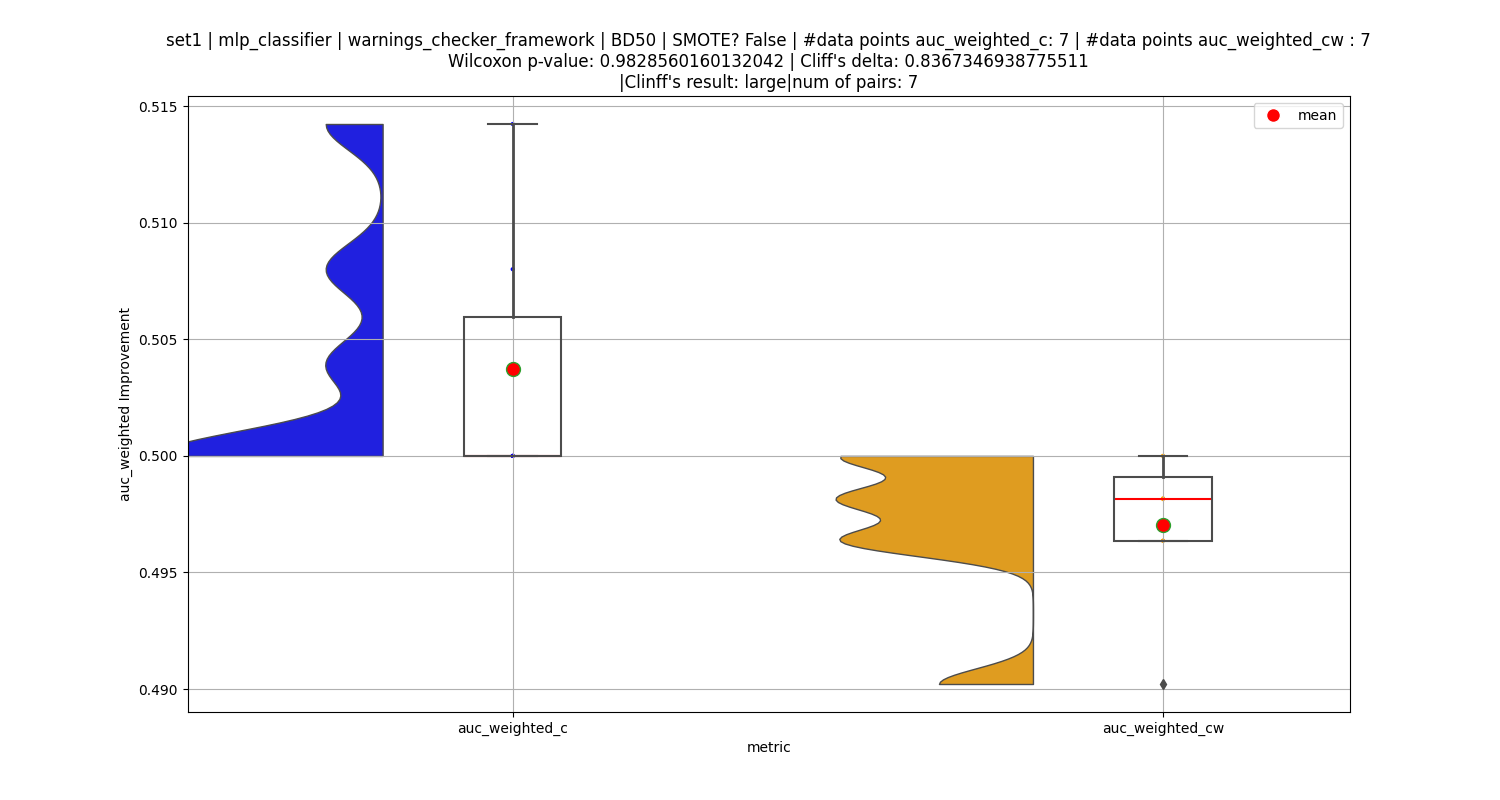 set1 | mlp_classifier | warnings_checker_framework | BD50 | SMOTE? False | #data points auc_weighted_c: 7 | #data points auc_weighted_cw : 7
Wilcoxon p-value: 0.9828560160132042 | Cliff's delta: 0.8367346938775511
|Clinff's result: large|num of pairs: 7
mean
0.515
0.510
0.505
0.500
0.495
0.490
auc_weighted Improvement
auc_weighted_c
auc_weighted_cw
metric